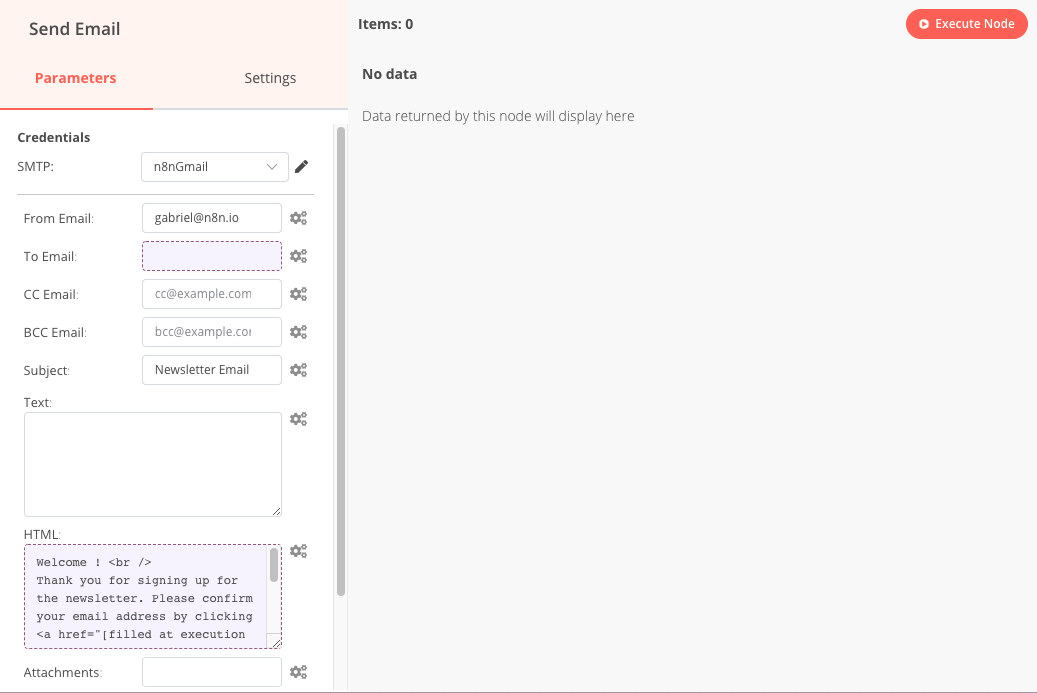 Send Email
Items: 0
Execute Node
Parameters
Settings
No data
Data returned by this node will display here
Credentials
SMTP:
n8nGmail
From Email:
gabriel@n8n.io
To Email:
CC Email:
cc@example.com
BCC Email:
bcc@example.cor
Subject:
Newsletter Email
Text:
HTML:
Welcome ! <br />
Thank you for signing up for
the newsletter. Please confirm
your email address by clicking
<a href="[filled at execution
Attachments: